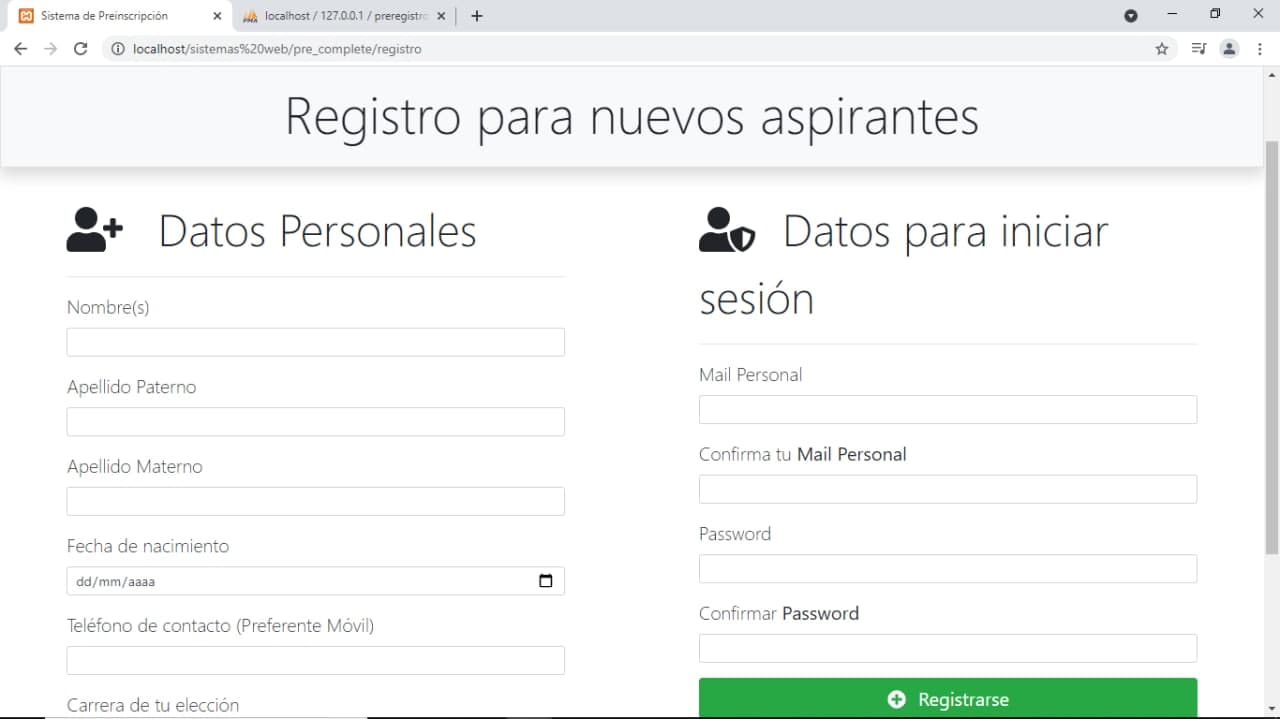 Sistema de Preinscripción
localhost / 127.0.0.1 / preregistro
localhost/sistemas%20web/pre_complete/registro
Registro para nuevos aspirantes
Datos Personales
Nombre(s)
Apellido Paterno
Apellido Materno
Fecha de nacimiento
dd/mm/aaaa
Teléfono de contacto (Preferente Móvil)
Carrera de tu elección
Datos para iniciar
sesión
Mail Personal
Confirma tu Mail Personal
Password
Confirmar Password
Registrarse